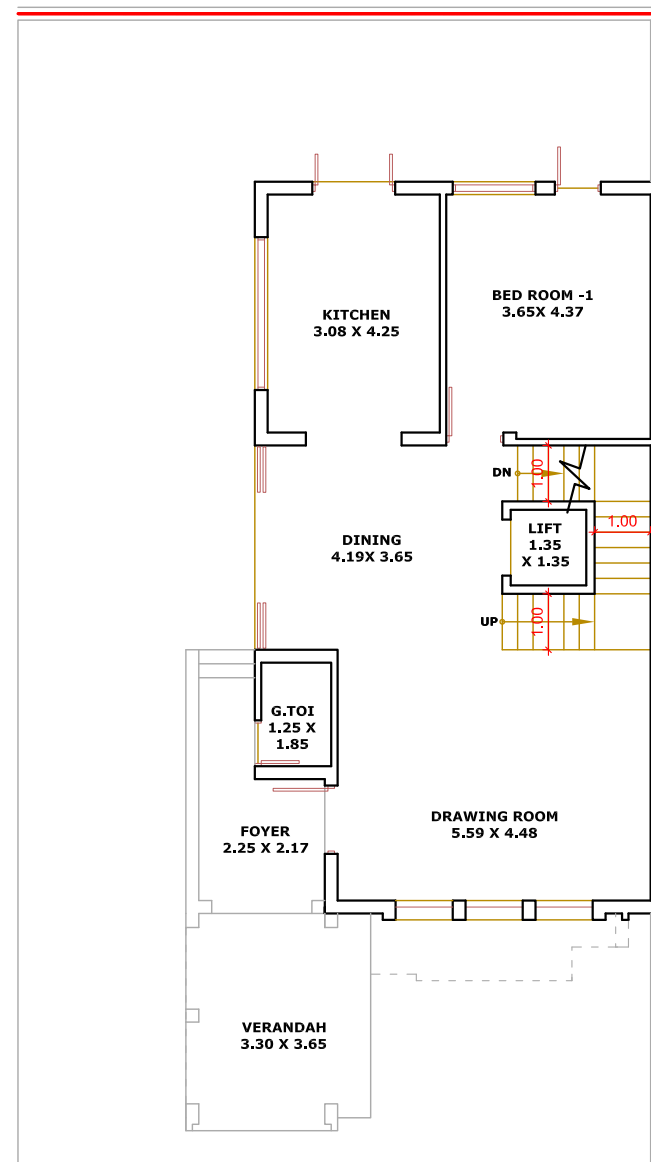 BED ROOM -1
3.65X 4.37
KITCHEN
3.08 X 4.25
DN
1.00
LIFT
1.35
X 1.35
1.00
DINING
4.19X 3.65
UP
1.00
G.TOI
1.25 X
1.85
DRAWING ROOM
5.59 X 4.48
FOYER
2.25 X 2.17
VERANDAH
3.30 X 3.65